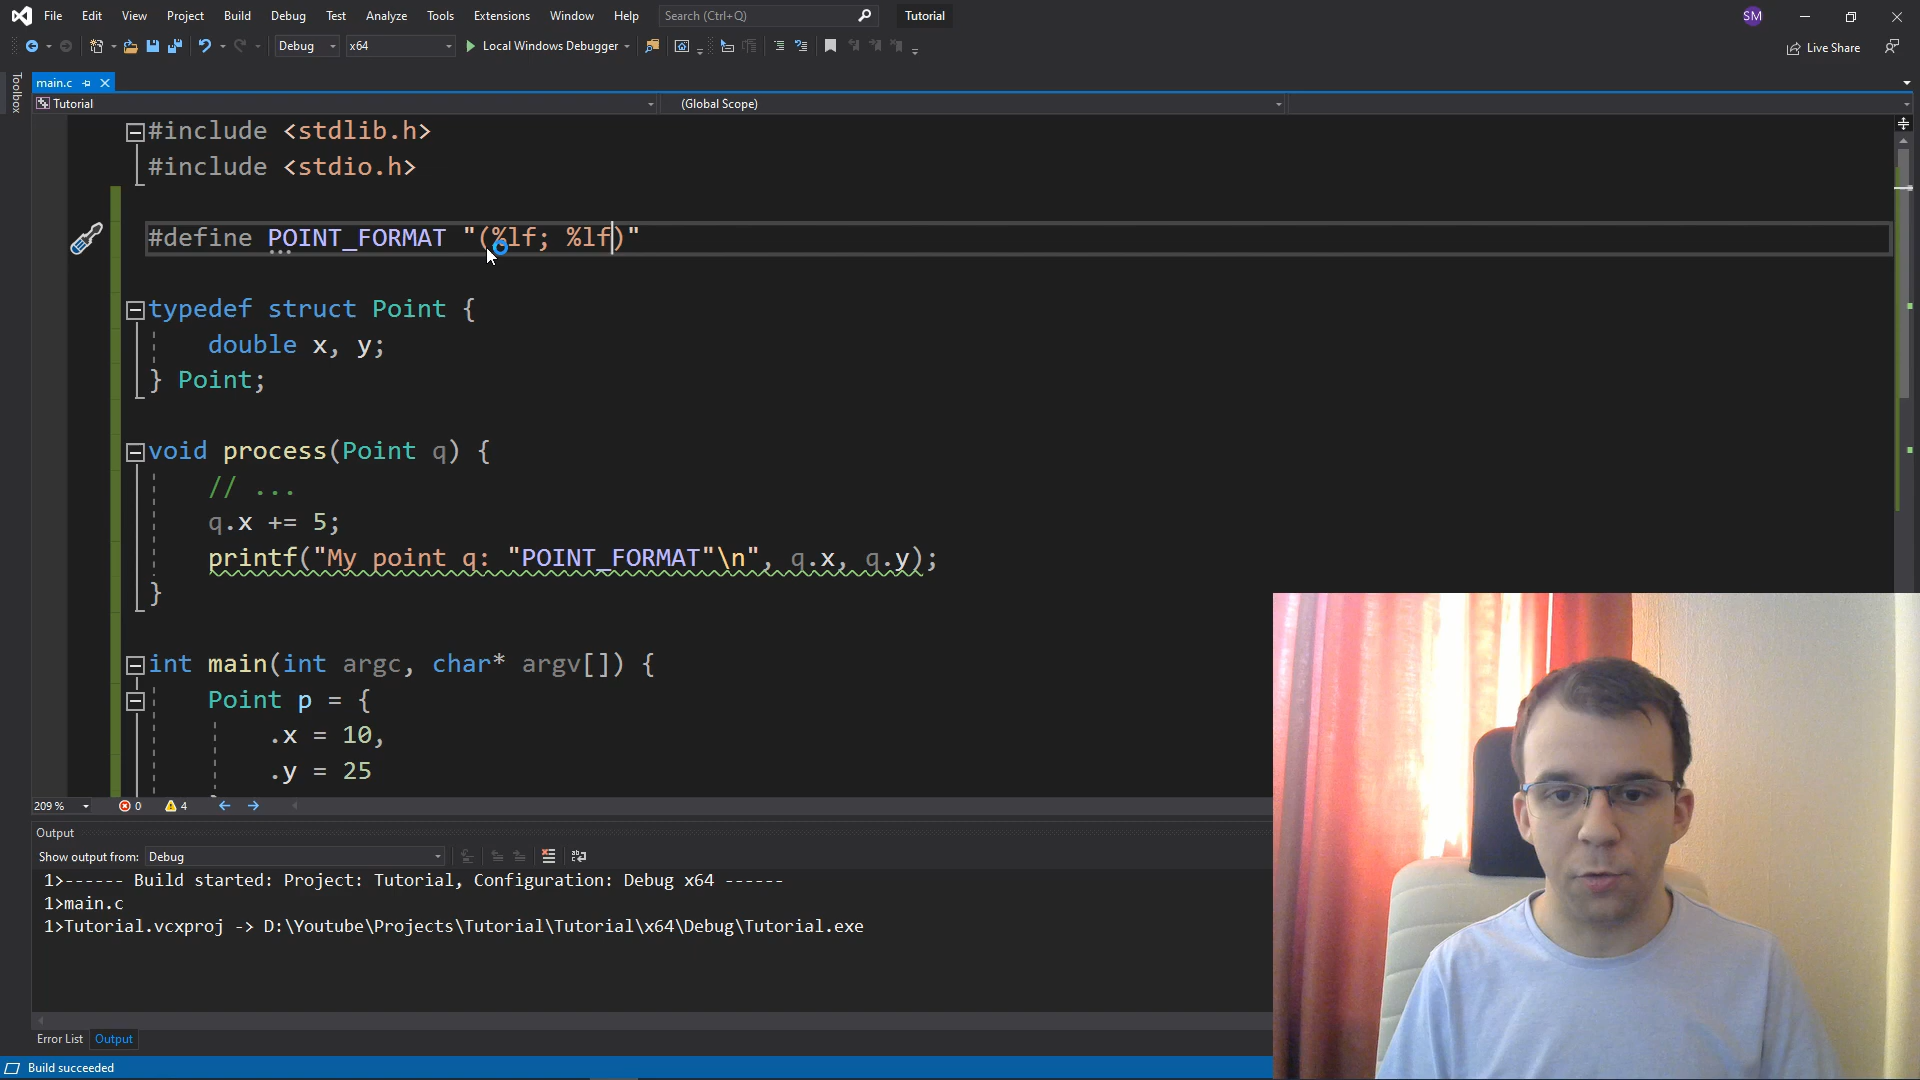 File Edit View Project Build Debug Test Analyze Tools Extensions Window Help Search (Ctrl+Q) Tutorial SM
Debug x64 Local Windows Debugger Live Share
Toolbox
main.c
Tutorial (Global Scope)
#include <stdlib.h>
#include <stdio.h>
#define POINT_FORMAT "(%lf; %lf)"
typedef struct Point {
double x, y;
} Point;
void process(Point q) {
// ...
q.x += 5;
printf("My point q: "POINT_FORMAT"\n", q.x, q.y);
}
int main(int argc, char* argv[]) {
Point p = {
.x = 10,
.y = 25
209 % 0 4
Output
Show output from: Debug
1>------ Build started: Project: Tutorial, Configuration: Debug x64 ------
1>main.c
1>Tutorial.vcxproj -> D:\Youtube\Projects\Tutorial\Tutorial\x64\Debug\Tutorial.exe
Error List Output
Build succeeded